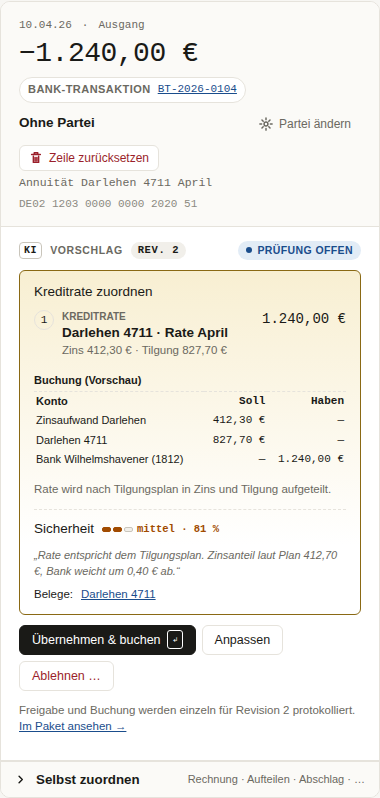 10.04.26 · Ausgang
−1.240,00 €
BANK-TRANSAKTION BT-2026-0104
Ohne Partei
Partei ändern
Zeile zurücksetzen
Annuität Darlehen 4711 April
DE02 1203 0000 0000 2020 51
KI VORSCHLAG REV. 2
PRÜFUNG OFFEN
Kreditrate zuordnen
1 KREDITRATE
Darlehen 4711 · Rate April
1.240,00 €
Zins 412,30 € · Tilgung 827,70 €
Buchung (Vorschau)
Konto Soll Haben
Zinsaufwand Darlehen 412,30 € —
Darlehen 4711 827,70 € —
Bank Wilhelmshavener (1812) — 1.240,00 €
Rate wird nach Tilgungsplan in Zins und Tilgung aufgeteilt.
Sicherheit mittel · 81 %
„Rate entspricht dem Tilgungsplan. Zinsanteil laut Plan 412,70
€, Bank weicht um 0,40 € ab.“
Belege: Darlehen 4711
Übernehmen & buchen ↲
Anpassen
Ablehnen …
Freigabe und Buchung werden einzeln für Revision 2 protokolliert.
Im Paket ansehen →
Selbst zuordnen
Rechnung · Aufteilen · Abschlag · …